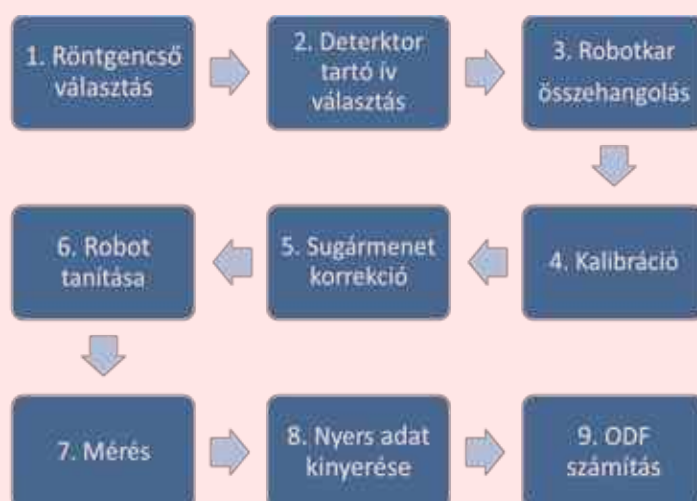 1. Röntgencső
választás
2. Deterktor
tartó ív
választás
3. Robotkar
összehangolás
4. Kalibráció
5. Sugármenet
korrekció
6. Robot
tanítása
7. Mérés
8. Nyers adat
kinyerése
9. ODF
számítás